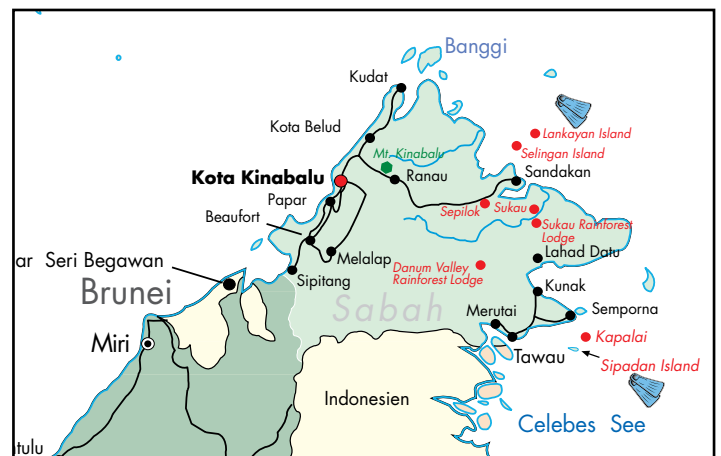 Banggi
Kudat
Kota Belud
Lankayan Island
Selingan Island
Mt. Kinabalu
Kota Kinabalu
Ranau
Sandakan
Papar
Sepilok
Sukau
Beaufort
Sukau Rainforest
Lodge
Melalap
Lahad Datu
ar Seri Begawan
Sipitang
Danum Valley
Rainforest Lodge
Brunei
Kunak
Sabah
Merutai
Semporna
Miri
Kapalai
Tawau
Sipadan Island
Indonesien
Celebes See
tulu